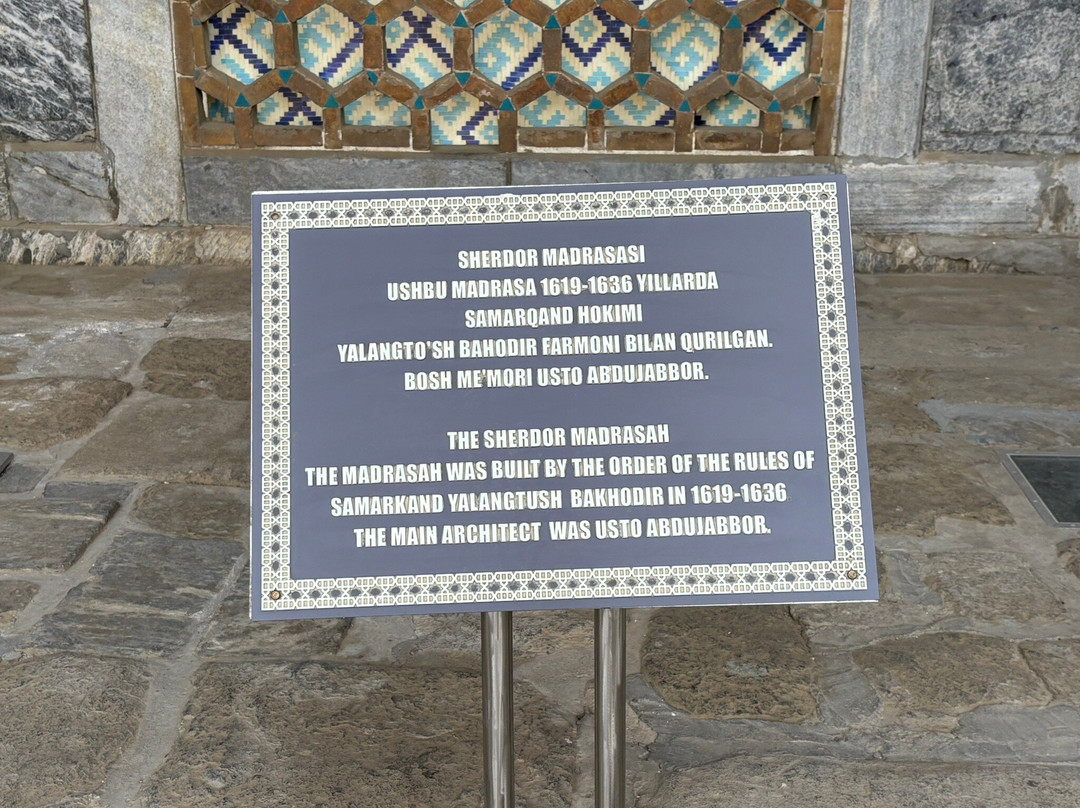 SHERDOR MADRASASI
USHBU MADRASA 1619-1636 YILLARDA
SAMARQAND HOKIMI
YALANGTO'SH BAHODIR FARMONI BILAN QURILGAN.
BOSH ME'MORI USTO ABDUJABBOR.
THE SHERDOR MADRASAH
THE MADRASAH WAS BUILT BY THE ORDER OF THE RULES OF
SAMARKAND YALANGTUSH BAKHODIR IN 1619-1636
THE MAIN ARCHITECT WAS USTO ABDUJABBOR.